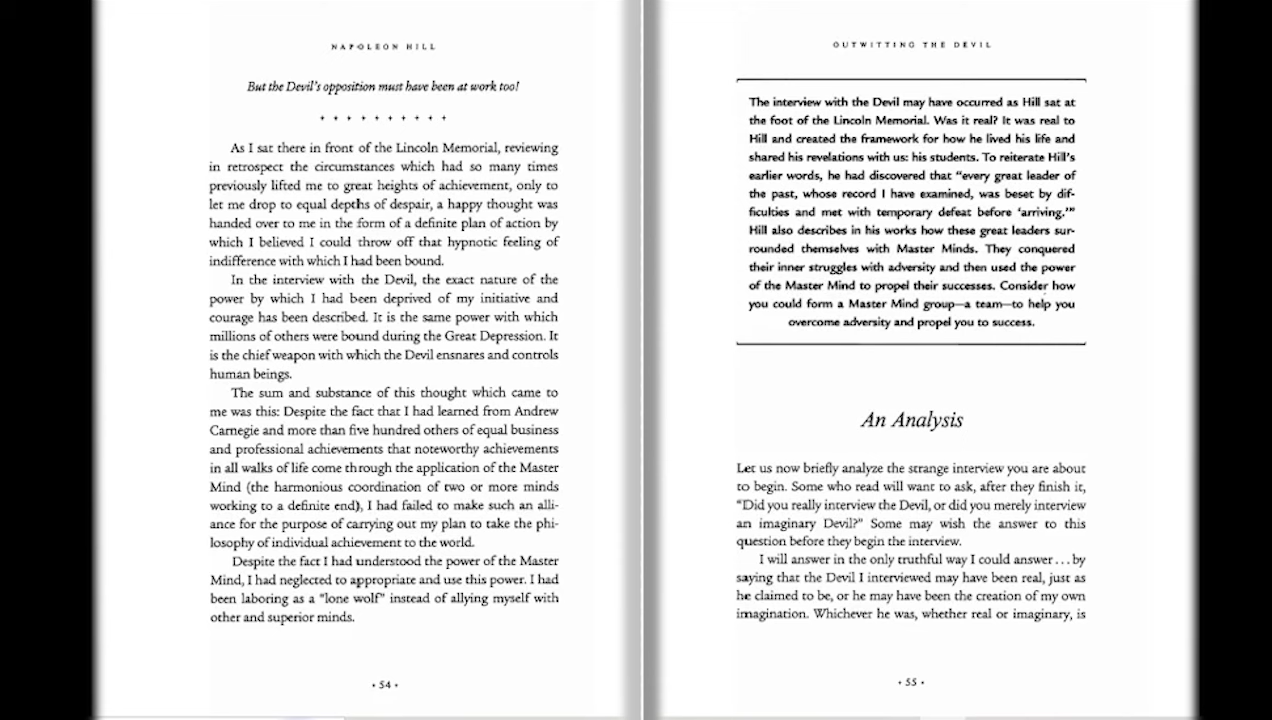 NAPOLEON HILL
But the Devil's opposition must have been at work too!
As I sat there in front of the Lincoln Memorial, reviewing
in retrospect the circumstances which had so many times
previously lifted me to great heights of achievement, only to
let me drop to equal depths of despair, a happy thought was
handed over to me in the form of a definite plan of action by
which I believed I could throw off that hypnotic feeling of
indifference with which I had been bound.
In the interview with the Devil, the exact nature of the
power by which I had been deprived of my initiative and
courage has been described. It is the same power with which
millions of others were bound during the Great Depression. It
is the chief weapon with which the Devil ensnares and controls
human beings.
The sum and substance of this thought which came to
me was this: Despite the fact that I had learned from Andrew
Carnegie and more than five hundred others of equal business
and professional achievements that noteworthy achievements
in all walks of life come through the application of the Master
Mind (the harmonious coordination of two or more minds
working to a definite end), I had failed to make such an alli-
ance for the purpose of carrying out my plan to take the phi-
losophy of individual achievement to the world.
Despite the fact I had understood the power of the Master
Mind, I had neglected to appropriate and use this power. I had
been laboring as a "lone wolf" instead of allying myself with
other and superior minds.
• 54 •
OUTWITTING THE DEVIL
The interview with the Devil may have occurred as Hill sat at
the foot of the Lincoln Memorial. Was it real? It was real to
Hill and created the framework for how he lived his life and
shared his revelations with us: his students. To reiterate Hill's
earlier words, he had discovered that "every great leader of
the past, whose record I have examined, was beset by dif-
ficulties and met with temporary defeat before 'arriving.'"
Hill also describes in his works how these great leaders sur-
rounded themselves with Master Minds. They conquered
their inner struggles with adversity and then used the power
of the Master Mind to propel their successes. Consider how
you could form a Master Mind group—a team—to help you
overcome adversity and propel you to success.
An Analysis
Let us now briefly analyze the strange interview you are about
to begin. Some who read will want to ask, after they finish it,
"Did you really interview the Devil, or did you merely interview
an imaginary Devil?" Some may wish the answer to this
question before they begin the interview.
I will answer in the only truthful way I could answer...by
saying that the Devil I interviewed may have been real, just as
he claimed to be, or he may have been the creation of my own
imagination. Whichever he was, whether real or imaginary, is
• 55 •